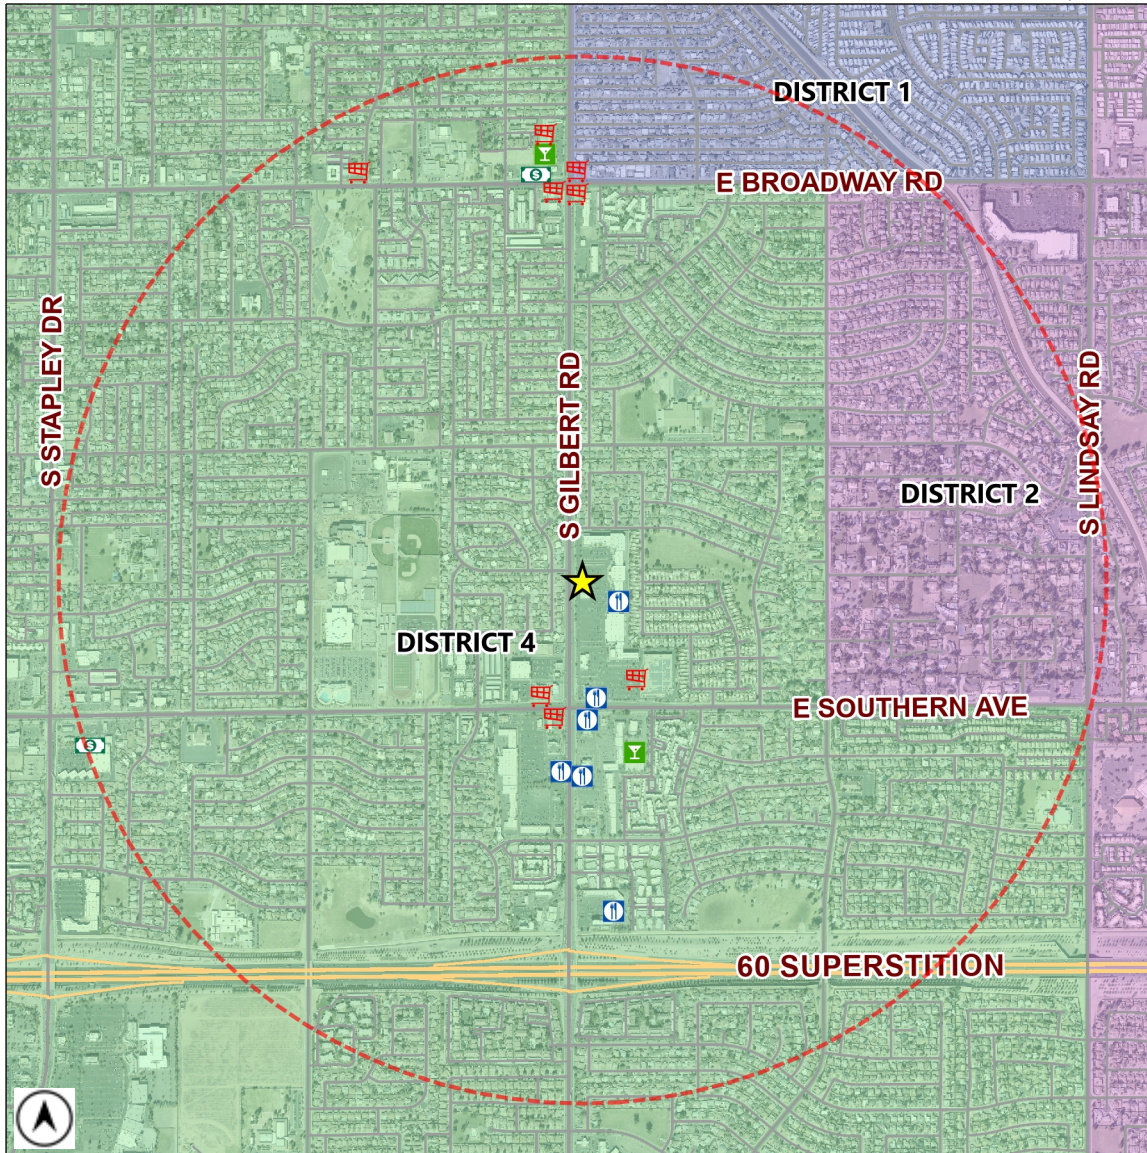 DISTRICT 1
E BROADWAY RD
S STAPLEY DR
S GILBERT RD
S LINDSAY RD
DISTRICT 2
DISTRICT 4
E SOUTHERN AVE
60 SUPERSTITION